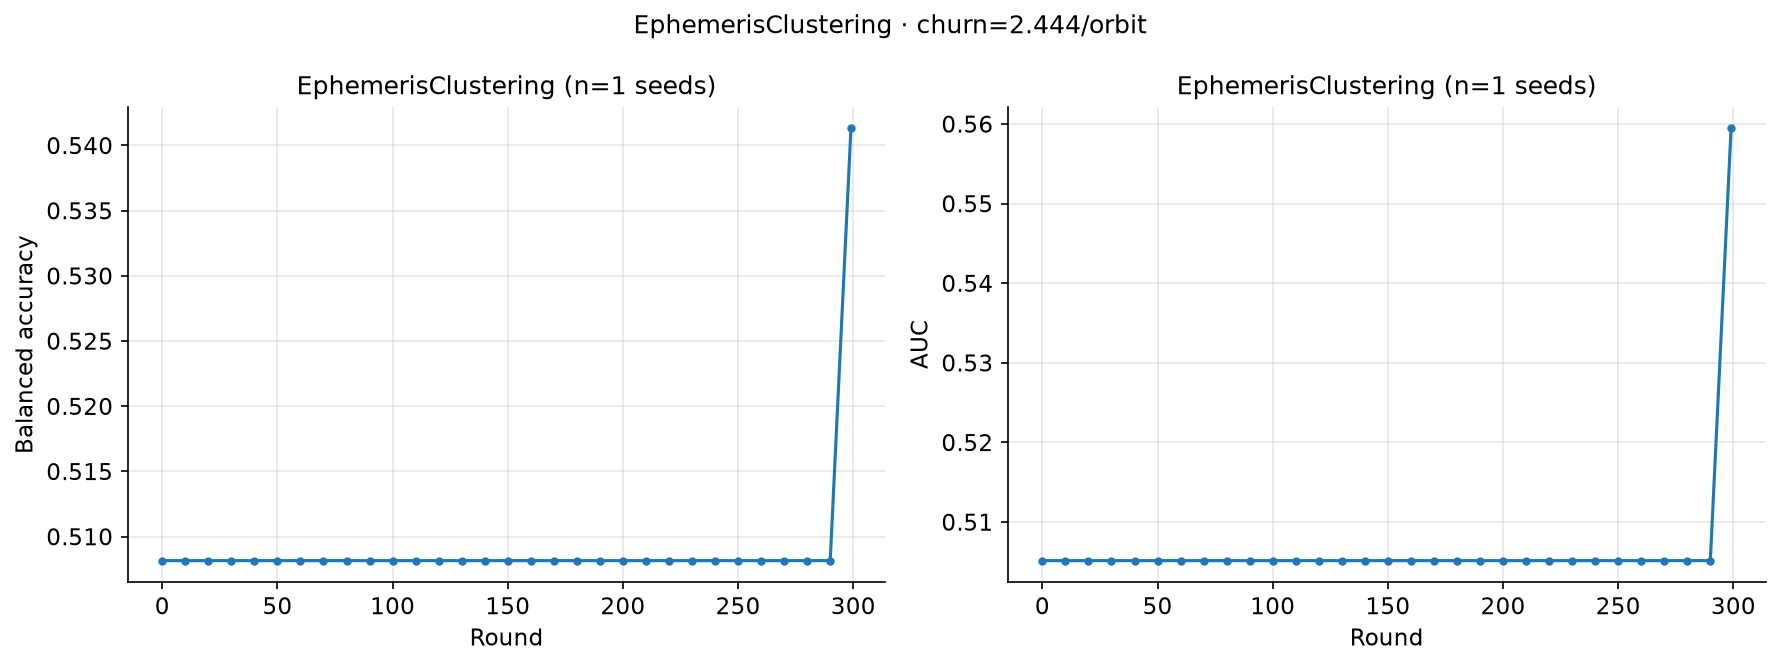 EphemerisClustering · churn=2.444/orbit
EphemerisClustering (n=1 seeds)
Balanced accuracy
0.540
0.535
0.530
0.525
0.520
0.515
0.510
0 50 100 150 200 250 300
Round
EphemerisClustering (n=1 seeds)
AUC
0.56
0.55
0.54
0.53
0.52
0.51
0 50 100 150 200 250 300
Round